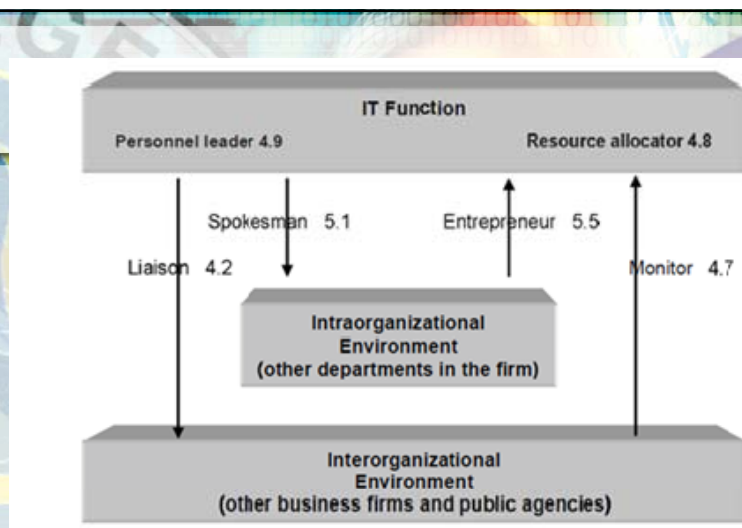 IT Function
Personnel leader 4.9 Resource allocator 4.8
Spokesman 5.1 Entrepreneur 5.5
Liaison 4.2 Monitor 4.7
Intraorganizational
Environment
(other departments in the firm)
Interorganizational
Environment
(other business firms and public agencies)